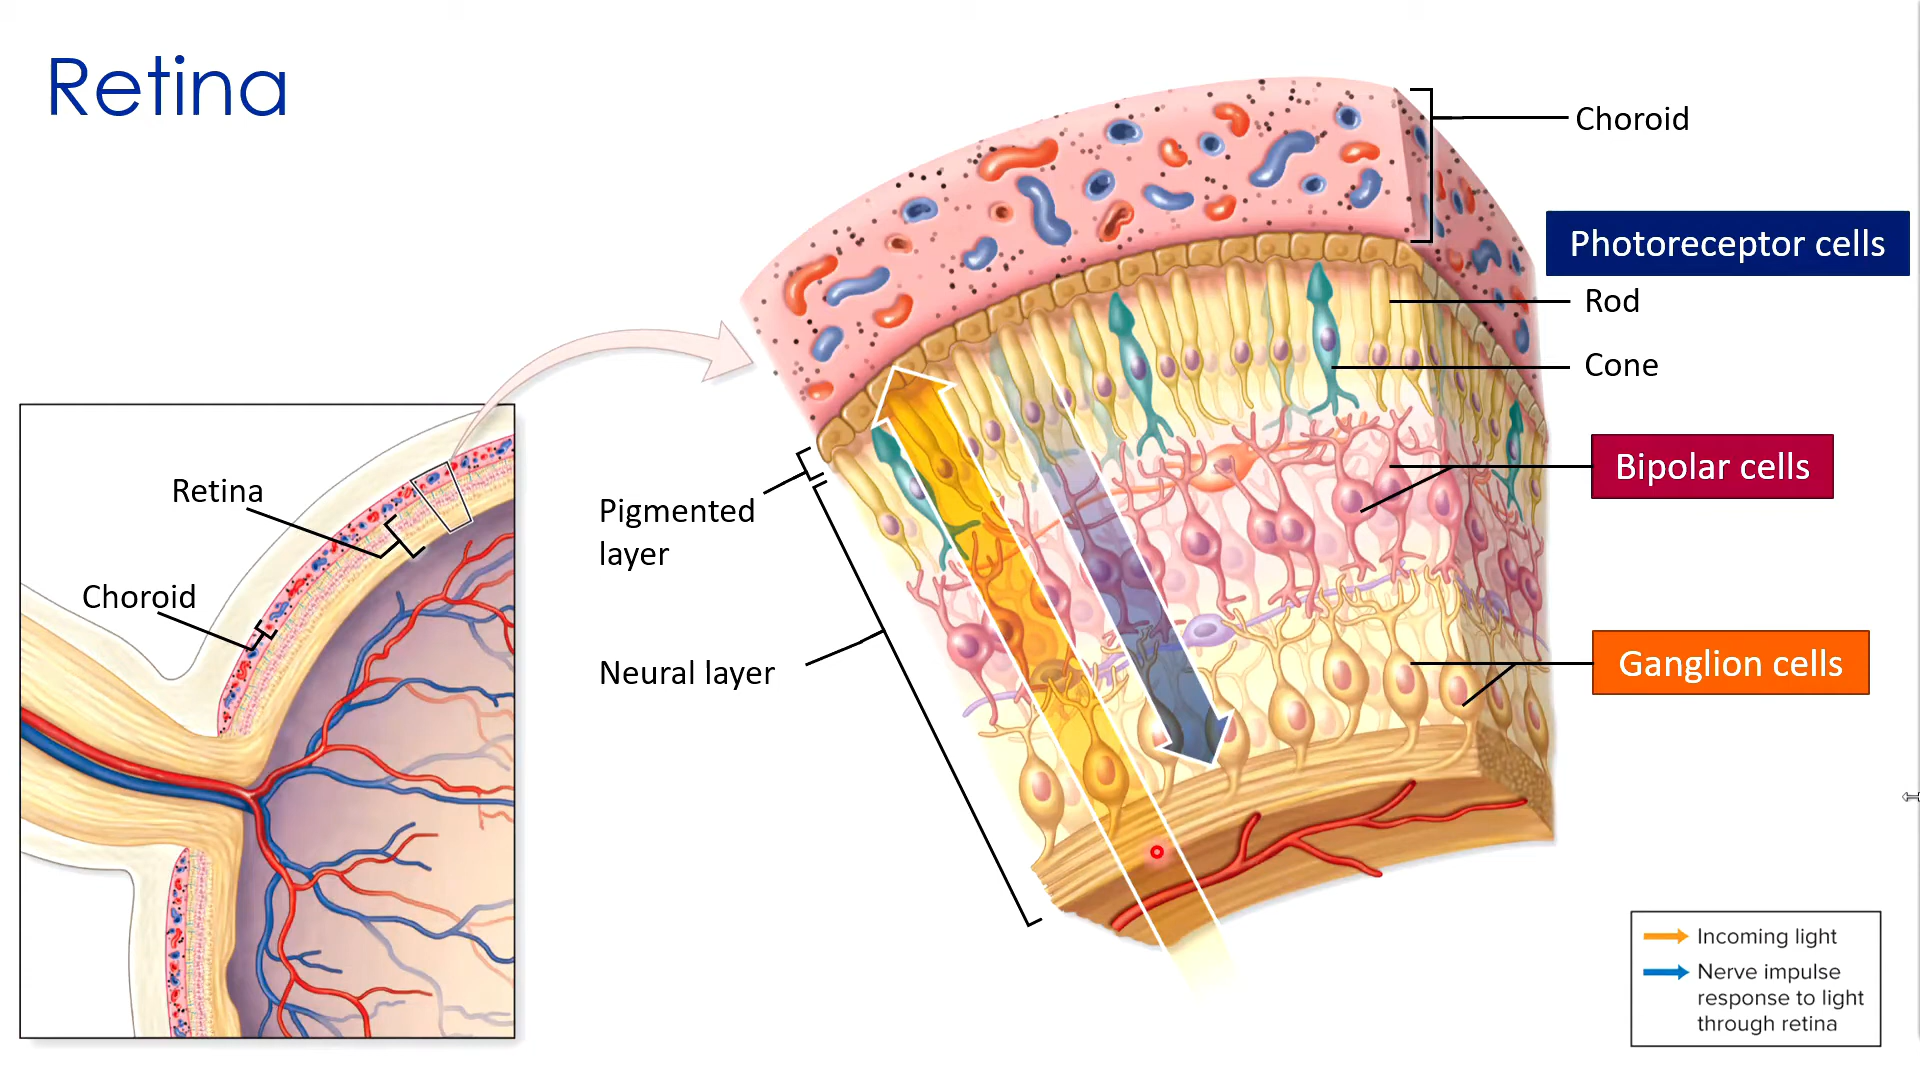 Retina
Choroid
Photoreceptor cells
Rod
Cone
Bipolar cells
Ganglion cells
Pigmented
layer
Neural layer
Retina
Choroid
Incoming light
Nerve impulse
response to light
through retina